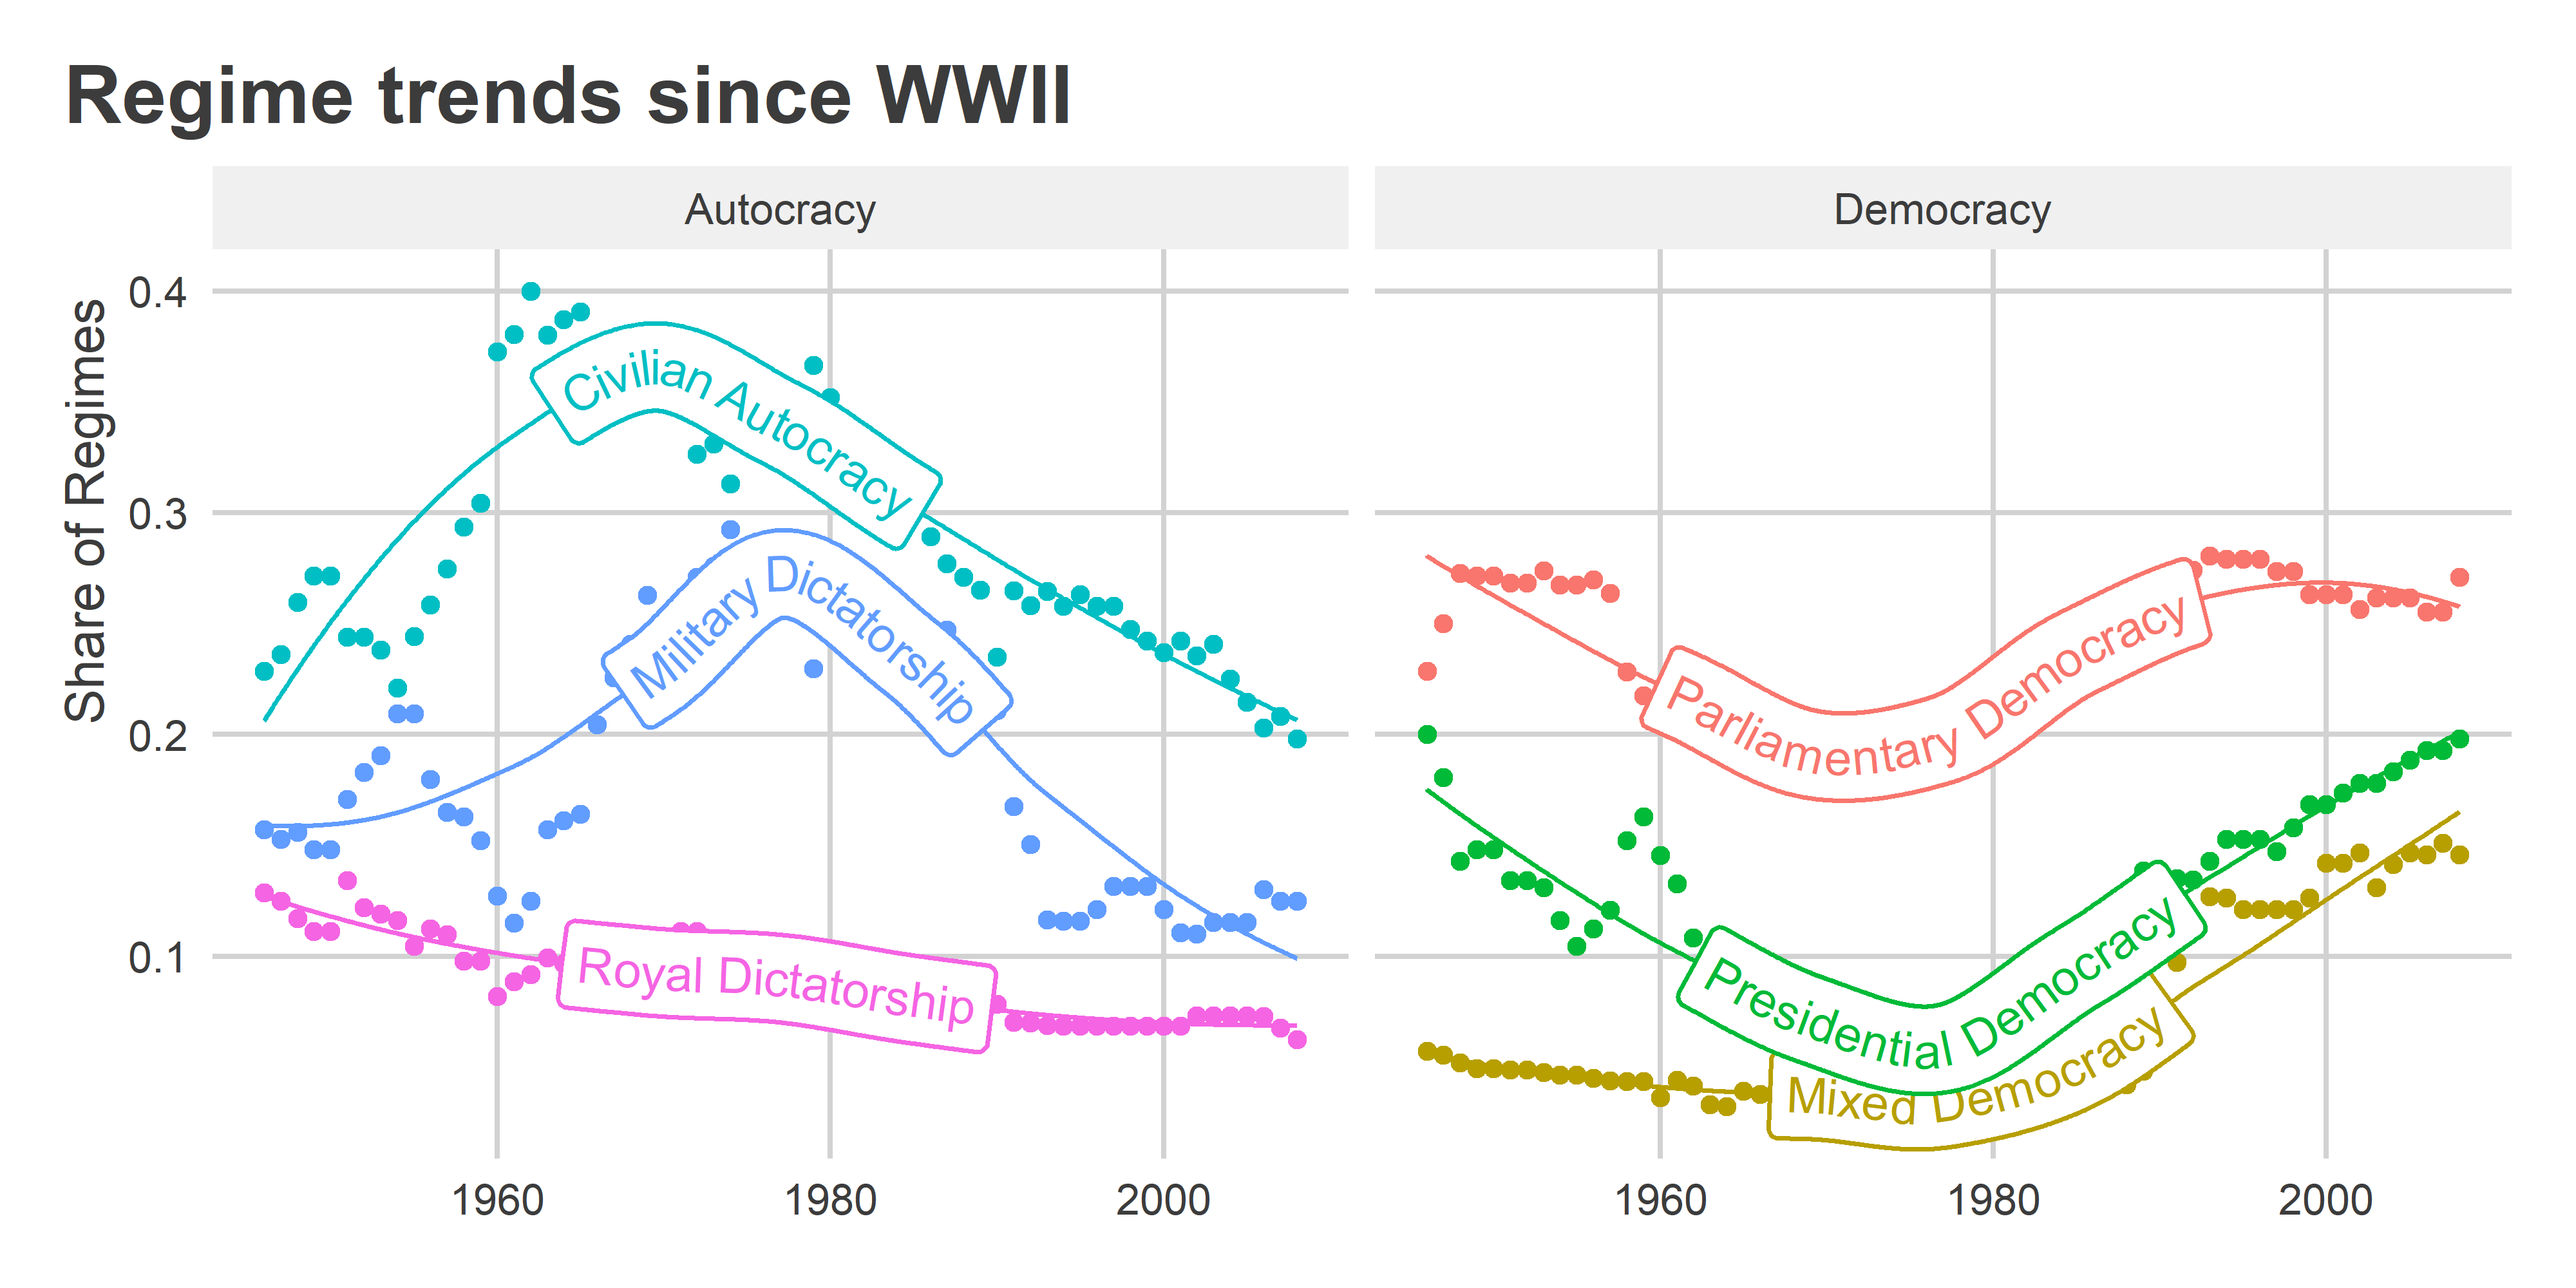 Regime trends since WWII
Autocracy
Democracy
Share of Regimes
0.4
0.3
0.2
0.1
Civilian Autocracy
Military Dictatorship
Royal Dictatorship
Parliamentary Democracy
Presidential Democracy
Mixed Democracy
1960 1980 2000
1960 1980 2000